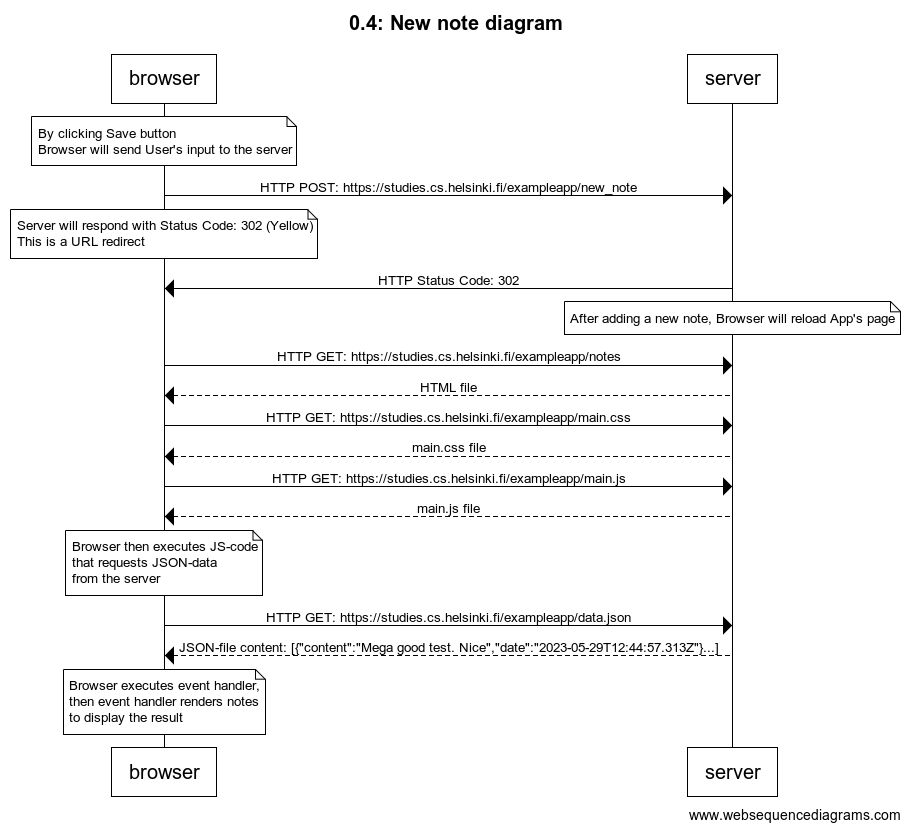 0.4: New note diagram
browser
server
By clicking Save button
Browser will send User's input to the server
HTTP POST: https://studies.cs.helsinki.fi/exampleapp/new_note
Server will respond with Status Code: 302 (Yellow)
This is a URL redirect
HTTP Status Code: 302
After adding a new note, Browser will reload App's page
HTTP GET: https://studies.cs.helsinki.fi/exampleapp/notes
HTML file
HTTP GET: https://studies.cs.helsinki.fi/exampleapp/main.css
main.css file
HTTP GET: https://studies.cs.helsinki.fi/exampleapp/main.js
main.js file
Browser then executes JS-code
that requests JSON-data
from the server
HTTP GET: https://studies.cs.helsinki.fi/exampleapp/data.json
JSON-file content: [{"content":"Mega good test. Nice","date":"2023-05-29T12:44:57.313Z"}...]
Browser executes event handler,
then event handler renders notes
to display the result
browser
server
www.websequencediagrams.com